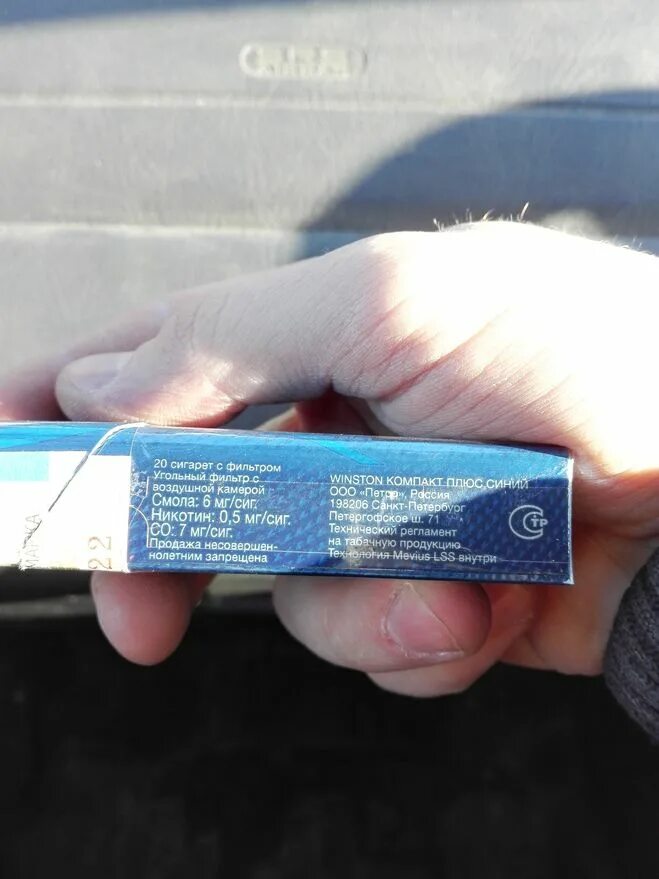 20 сигарет с фильтром
Угольный фильтр с
воздушной камерой
Смола: 6 мг/сиг.
Никотин: 0,5 мг/сиг.
СО: 7 мг/сиг.
Продажа несовершен-
нолетним запрещена
WINSTON КОМПАКТ ПЛЮС СИНИЙ
ООО «Петро», Россия
198206 Санкт-Петербург
Петергофское ш. 71
Технический регламент
на табачную продукцию
Технология Mevius LSS внутри
СТР
МАРКА
22